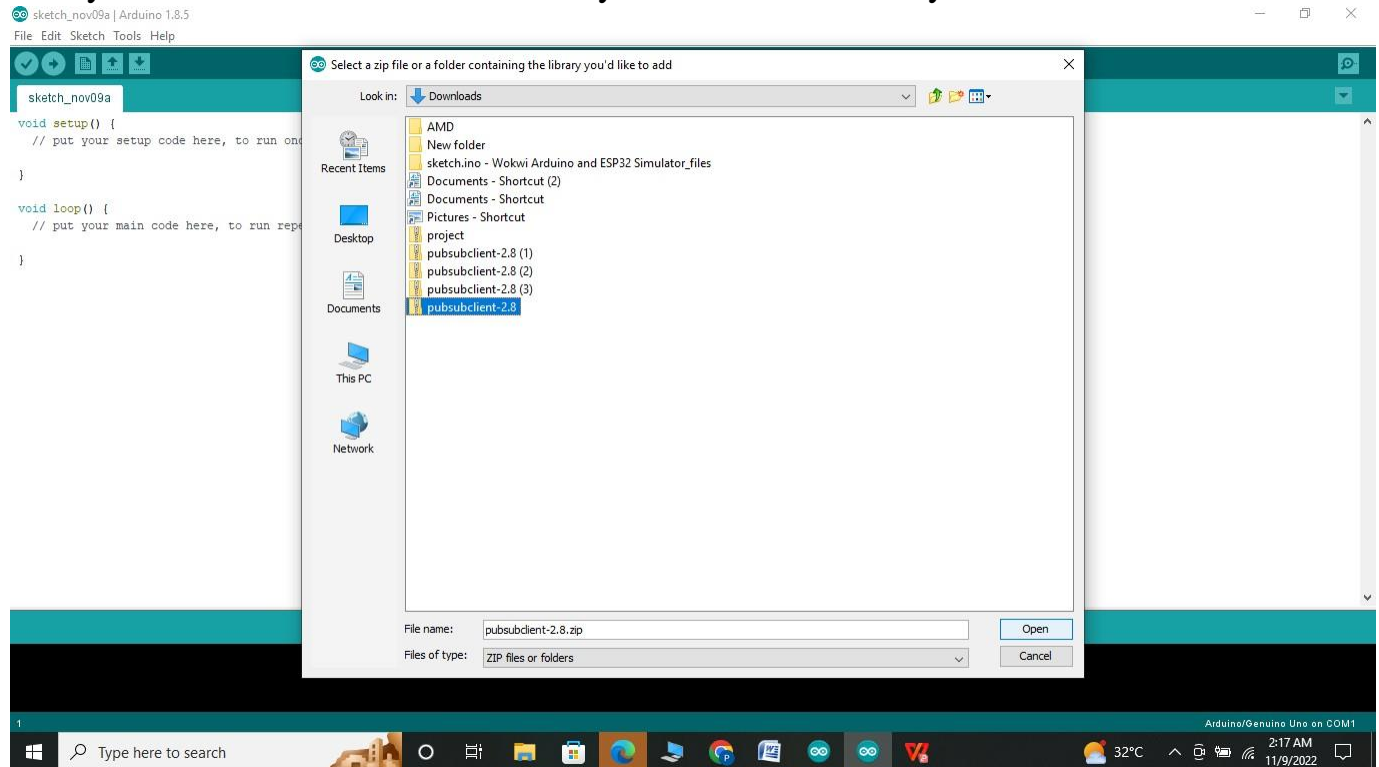 sketch_nov09a | Arduino 1.8.5
File Edit Sketch Tools Help
sketch_nov09a
void setup() {
// put your setup code here, to run onc
}
void loop() {
// put your main code here, to run repe
}
Select a zip file or a folder containing the library you'd like to add
Look in: Downloads
Recent Items
Desktop
Documents
This PC
Network
AMD
New folder
sketch.ino - Wokwi Arduino and ESP32 Simulator_files
Documents - Shortcut (2)
Documents - Shortcut
Pictures - Shortcut
project
pubsubclient-2.8 (1)
pubsubclient-2.8 (2)
pubsubclient-2.8 (3)
pubsubclient-2.8
File name: pubsubclient-2.8.zip Open
Files of type: ZIP files or folders Cancel
1 Arduino/Genuino Uno on COM1
Type here to search 32°C 2:17 AM
11/9/2022